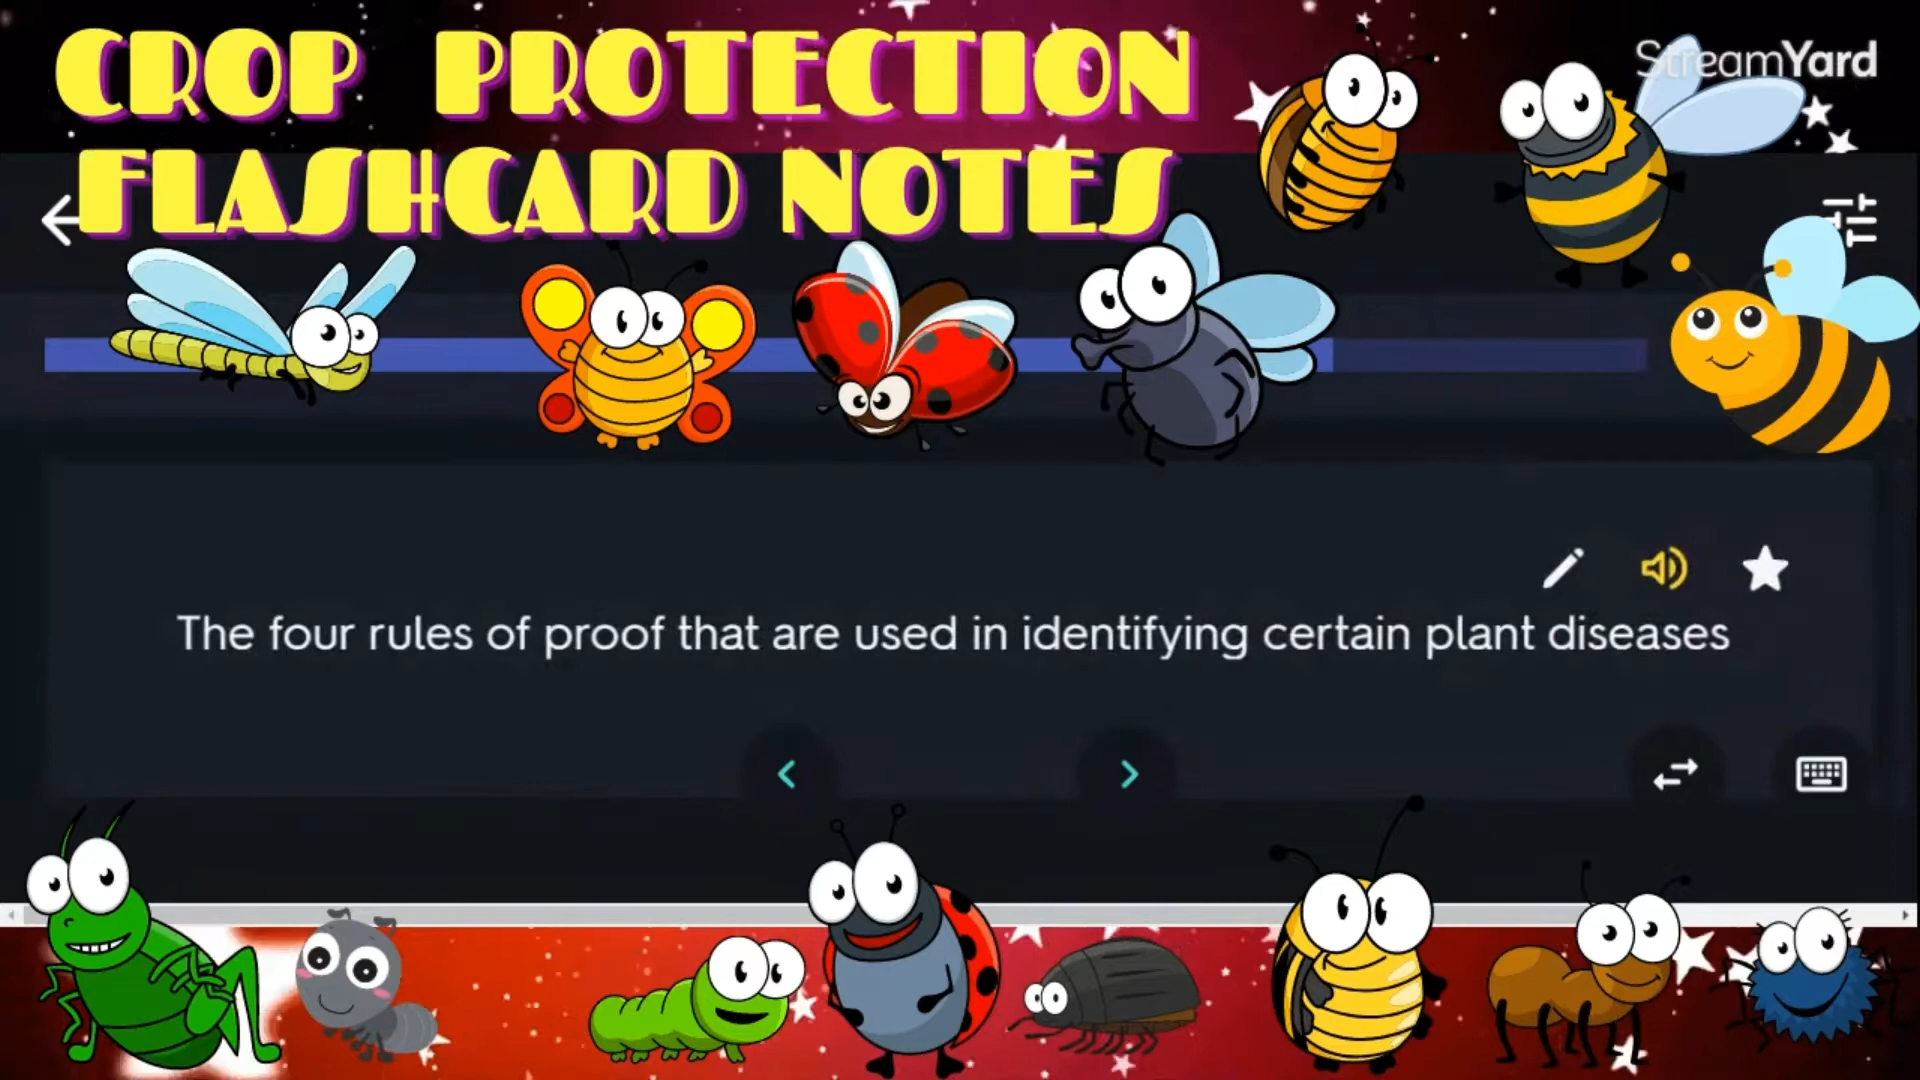 CROP PROTECTION
StreamYard
FLASHCARD NOTES
The four rules of proof that are used in identifying certain plant diseases